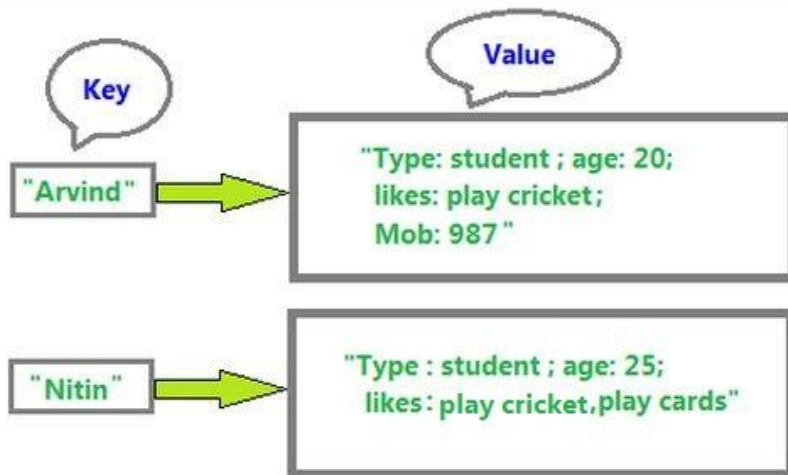 Key
Value
"Arvind"
"Type: student ; age: 20;
likes: play cricket;
Mob: 987"
"Nitin"
"Type : student ; age: 25;
likes: play cricket,play cards"